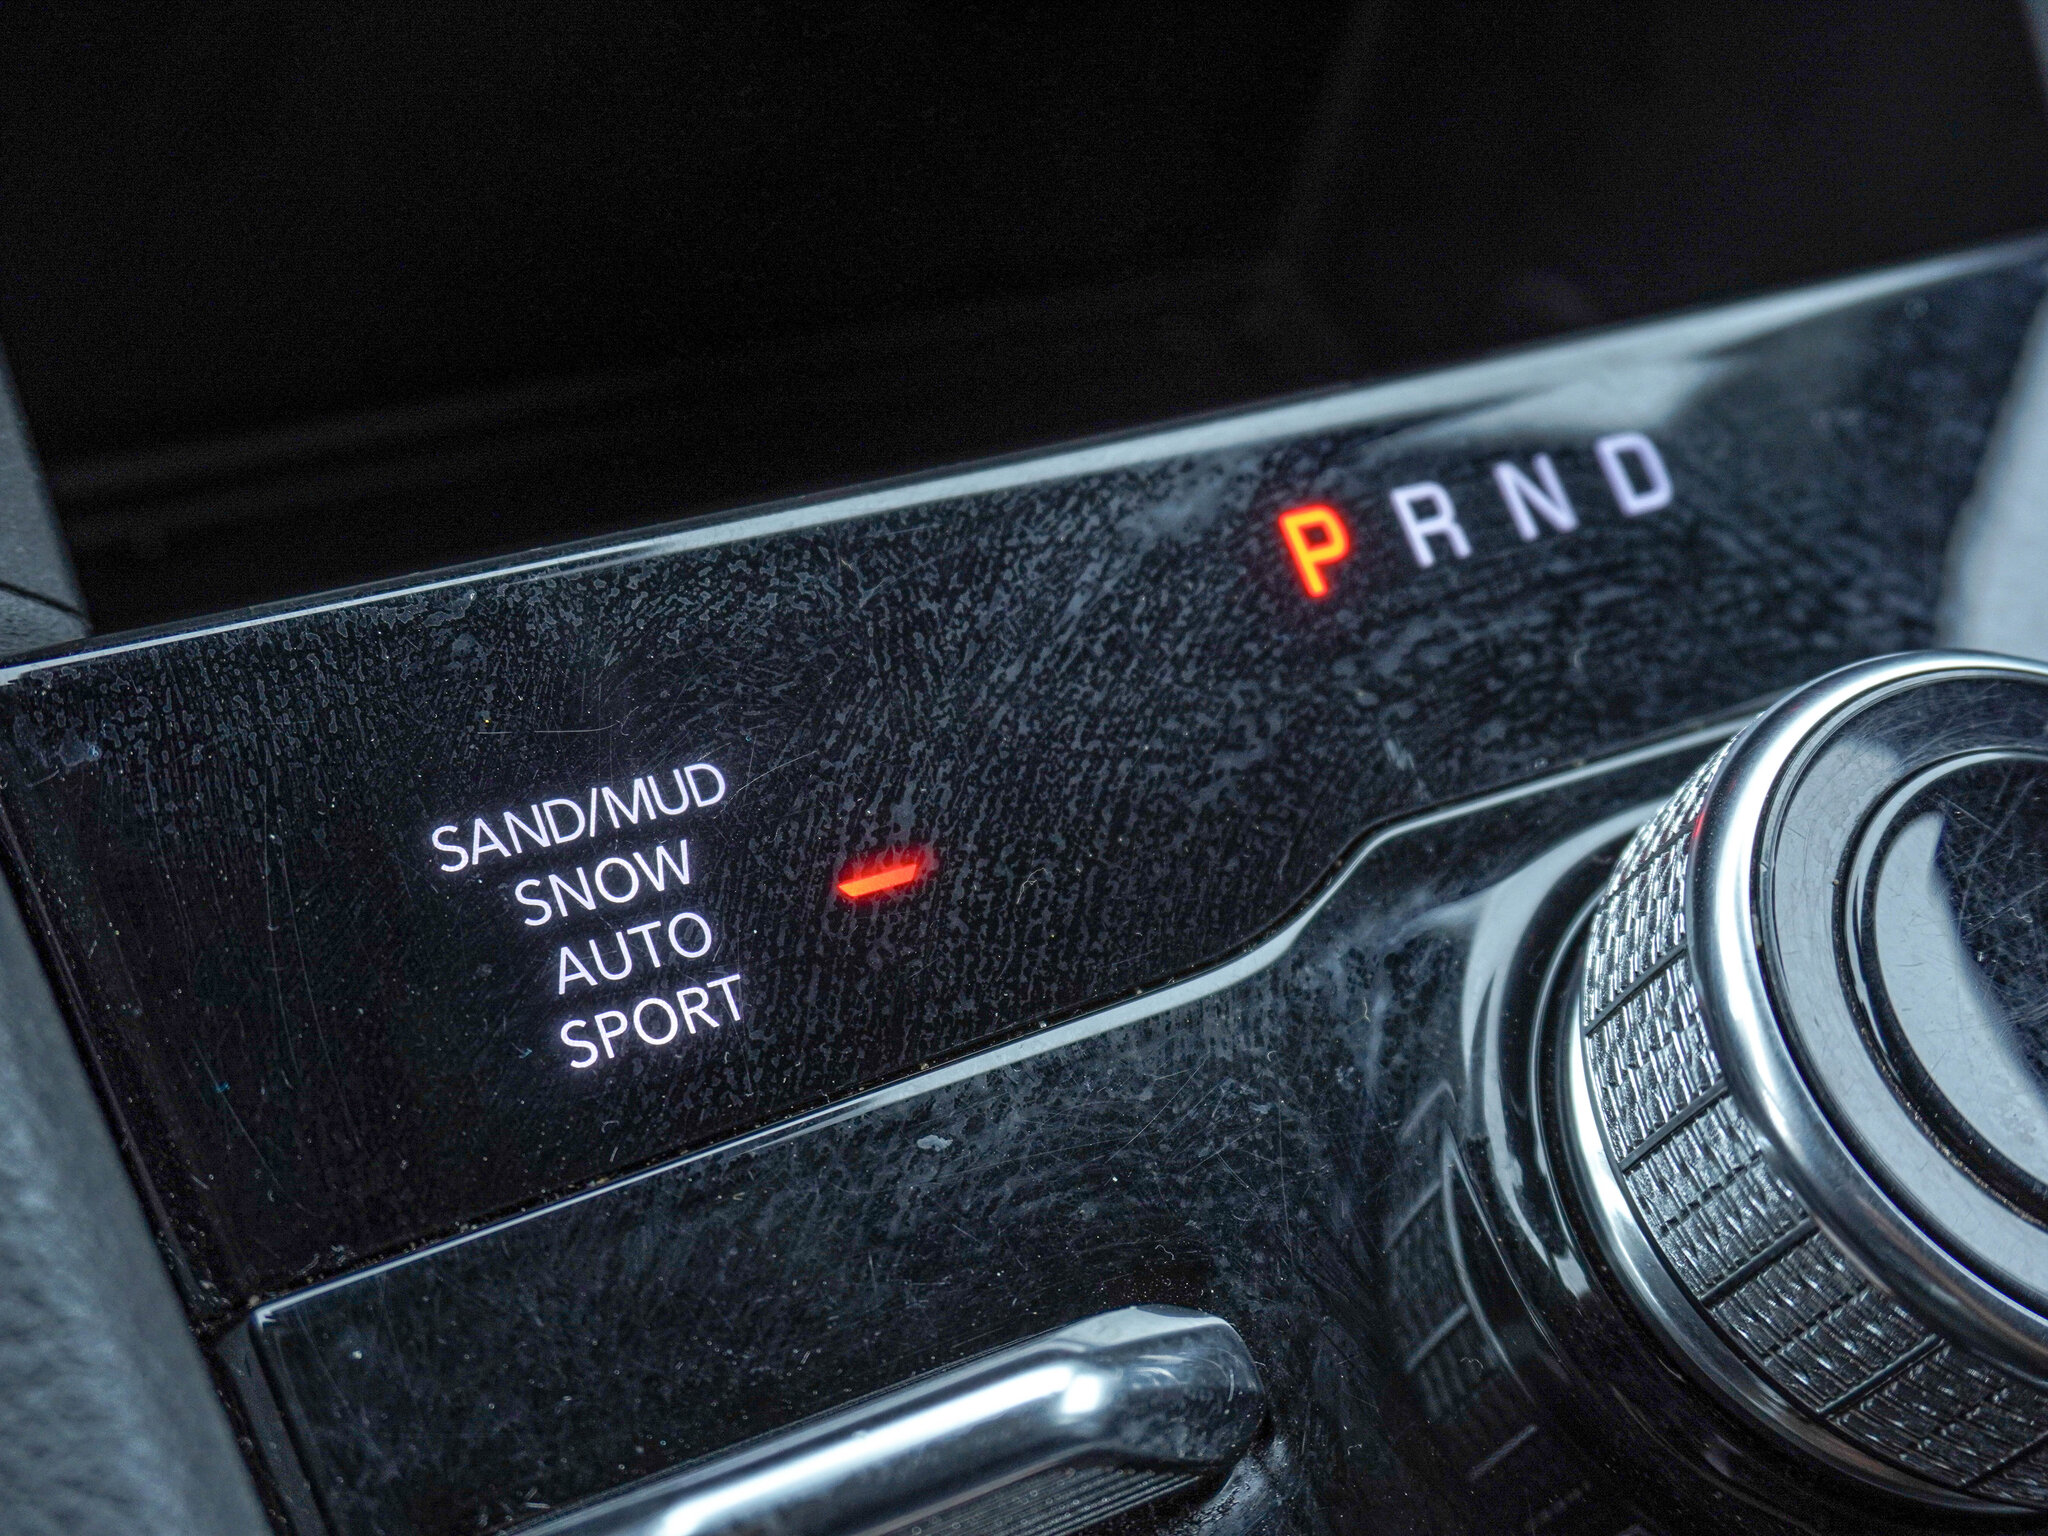 P R N D
SAND/MUD
SNOW
AUTO
SPORT